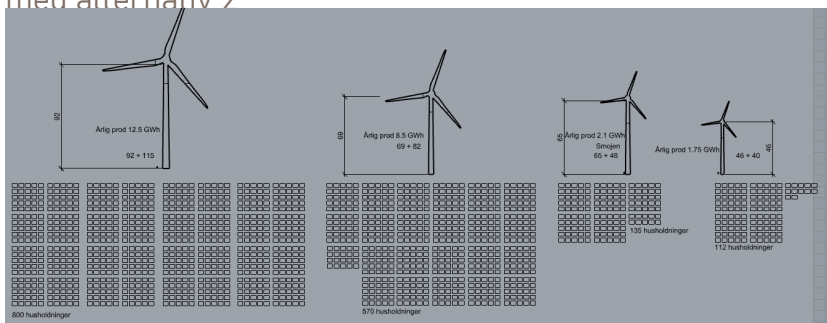 med alternativ 2
92
Årlig prod 12.5 GWh
92 + 115
69
Årlig prod 8.5 GWh
69 + 82
65
Årlig prod 2.1 GWh
Smojen
65 + 48
Årlig prod 1.75 GWh
46 + 40
46
800 husholdninger
570 husholdninger
135 husholdninger
112 husholdninger